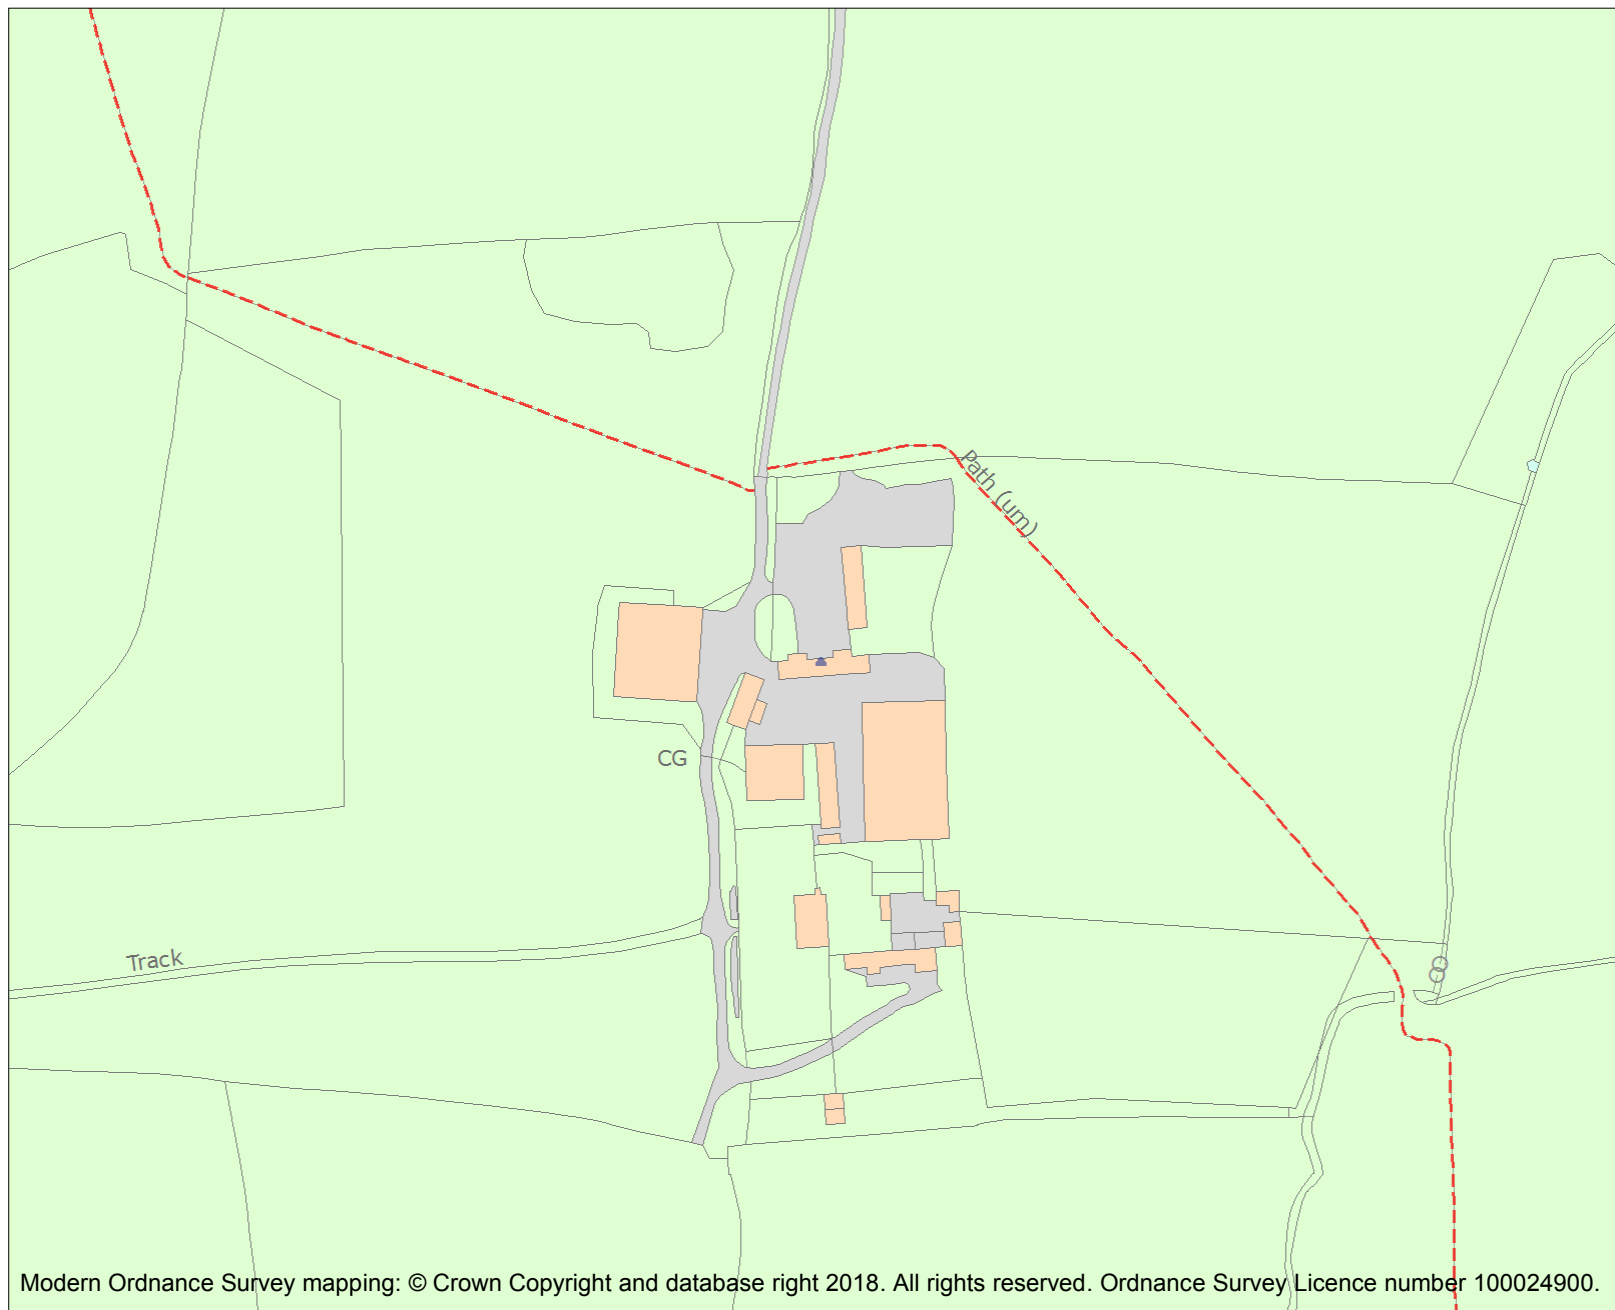 Path (um)
CG
Track
Modern Ordnance Survey mapping: © Crown Copyright and database right 2018. All rights reserved. Ordnance Survey Licence number 100024900.